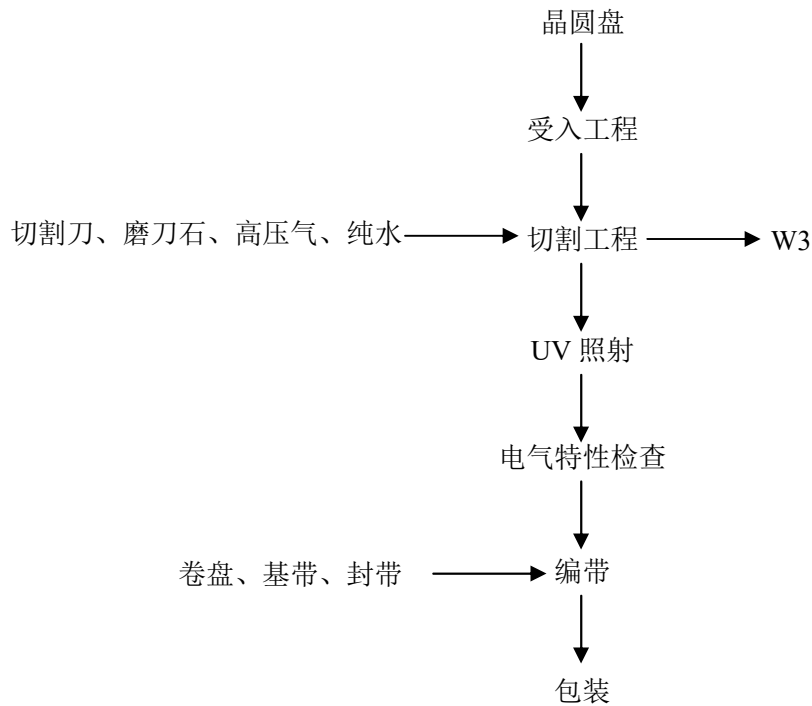 晶圆盘
受入工程
切割刀、磨刀石、高压气、纯水
切割工程
W3
UV 照射
电气特性检查
卷盘、基带、封带
编带
包装